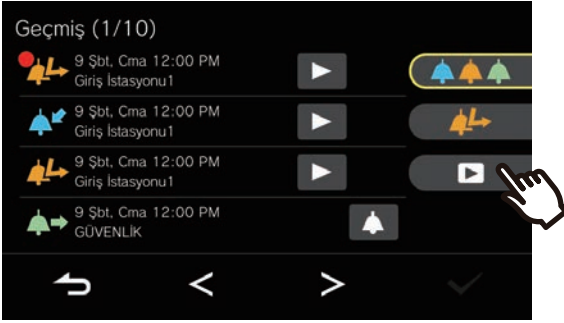 Geçmiş (1/10)
9 Şbt, Cma 12:00 PM
Giriş İstasyonu1
9 Şbt, Cma 12:00 PM
Giriş İstasyonu1
9 Şbt, Cma 12:00 PM
Giriş İstasyonu1
9 Şbt, Cma 12:00 PM
GÜVENLİK